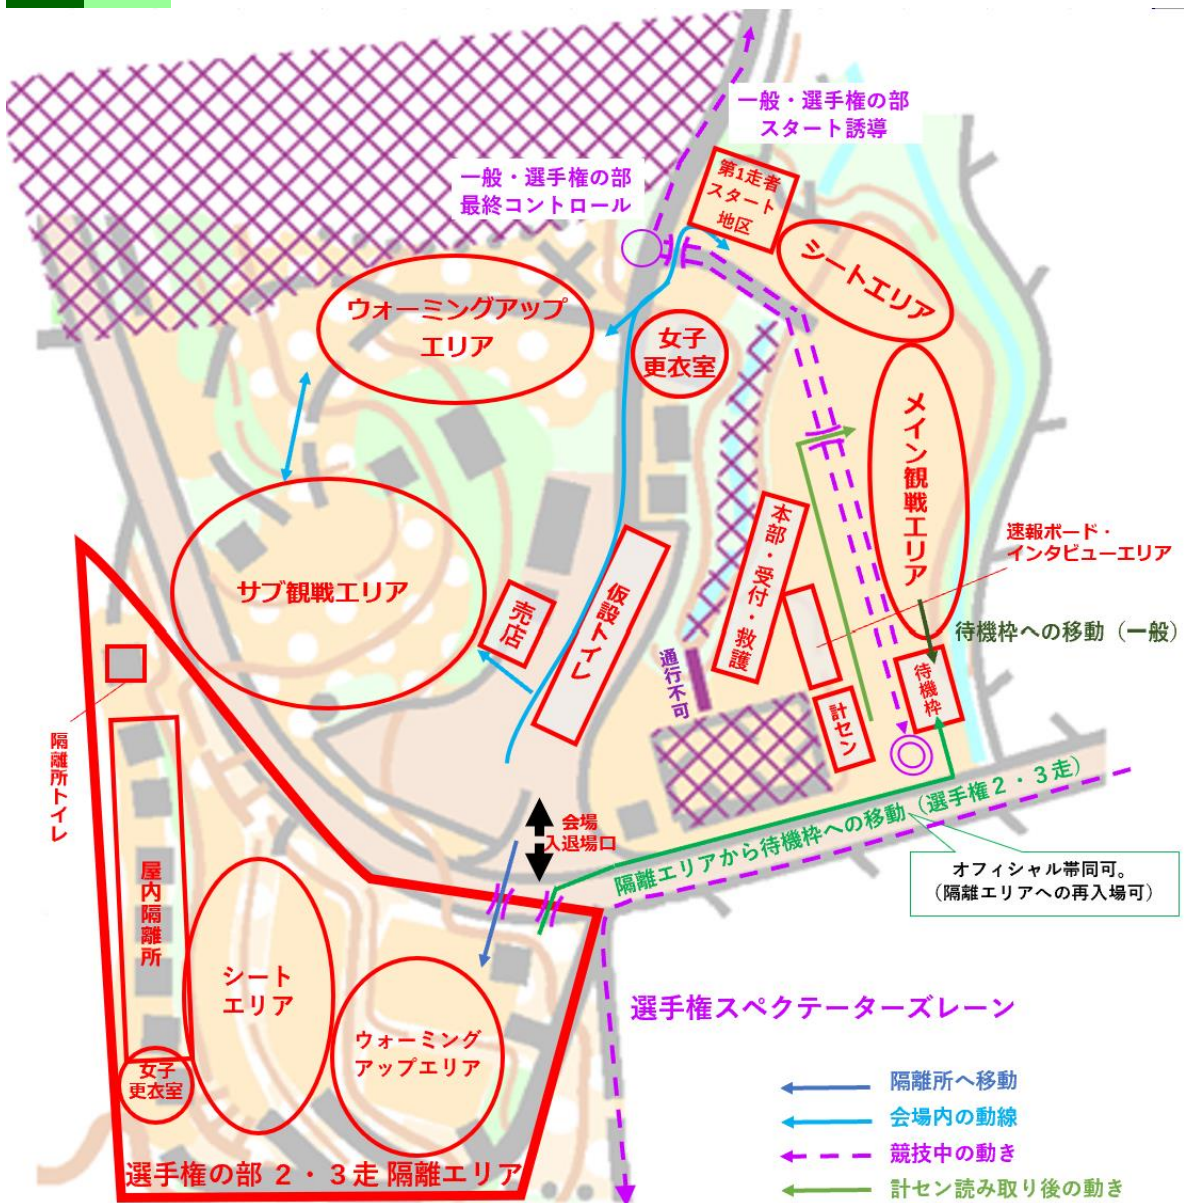 一般・選手権の部
スタート誘導
一般・選手権の部
最終コントロール
第1走者
スタート
地区
シートエリア
ウォーミングアップ
エリア
女子
更衣室
メイン観戦エリア
速報ボード・
インタビューエリア
サブ観戦エリア
売店
仮設トイレ
本部・受付・救護
待機枠への移動（一般）
待機枠
通行不可
計セン
隔離所トイレ
会場
入退場口
隔離エリアから待機枠への移動（選手権２・３走）
オフィシャル帯同可。
（隔離エリアへの再入場可）
屋内隔離所
シート
エリア
ウォーミング
アップエリア
女子
更衣室
選手権の部 ２・３走 隔離エリア
選手権スペクテーターズレーン
隔離所へ移動
会場内の動線
競技中の動き
計セン読み取り後の動き